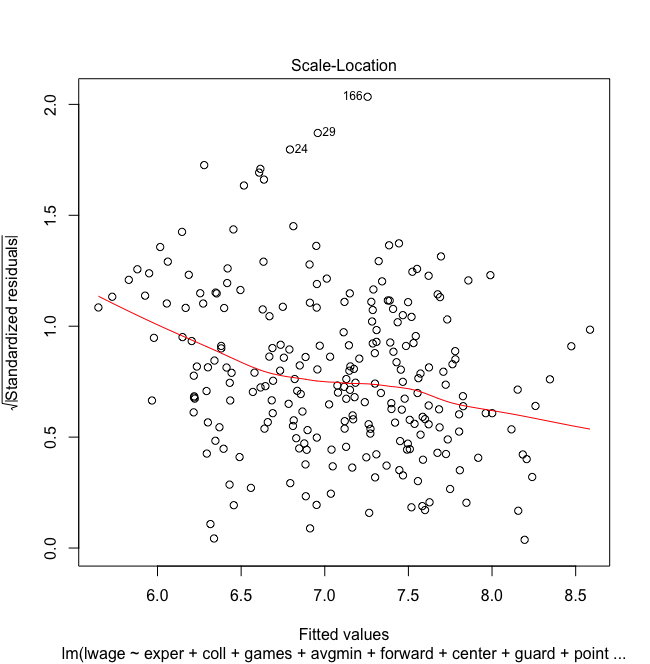 Scale-Location
√|Standardized residuals|
2.0
1.5
1.0
0.5
0.0
166
29
24
6.0 6.5 7.0 7.5 8.0 8.5
Fitted values
lm(lwage ~ exper + coll + games + avgmin + forward + center + guard + point ...